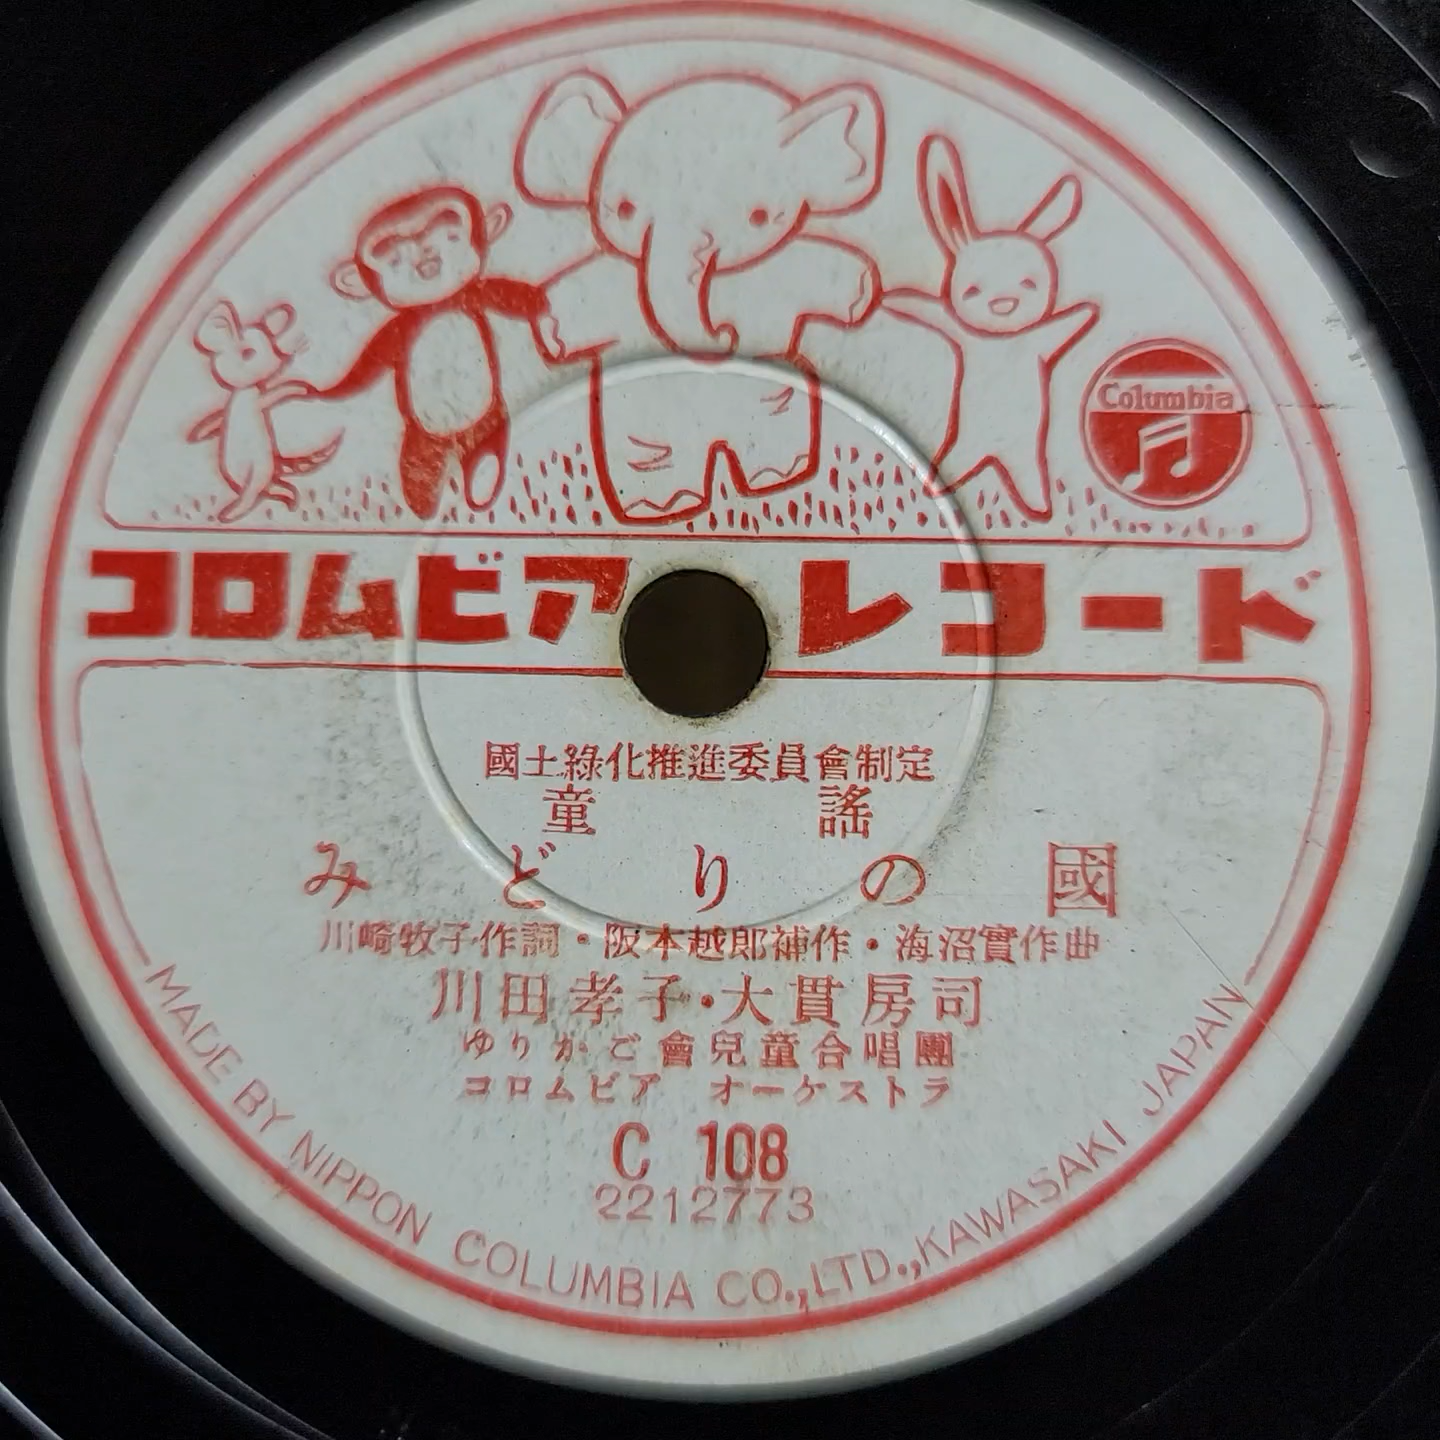 Columbia
コロムビア レコード
國土綠化推進委員會制定
童謠
みどりの國
川崎牧子作詞・阪本越郎補作・海沼實作曲
川田孝子・大貫房司
ゆりかご會兒童合唱團
コロムビア オーケストラ
C 108
2212773
MADE BY NIPPON COLUMBIA CO., LTD., KAWASAKI JAPAN